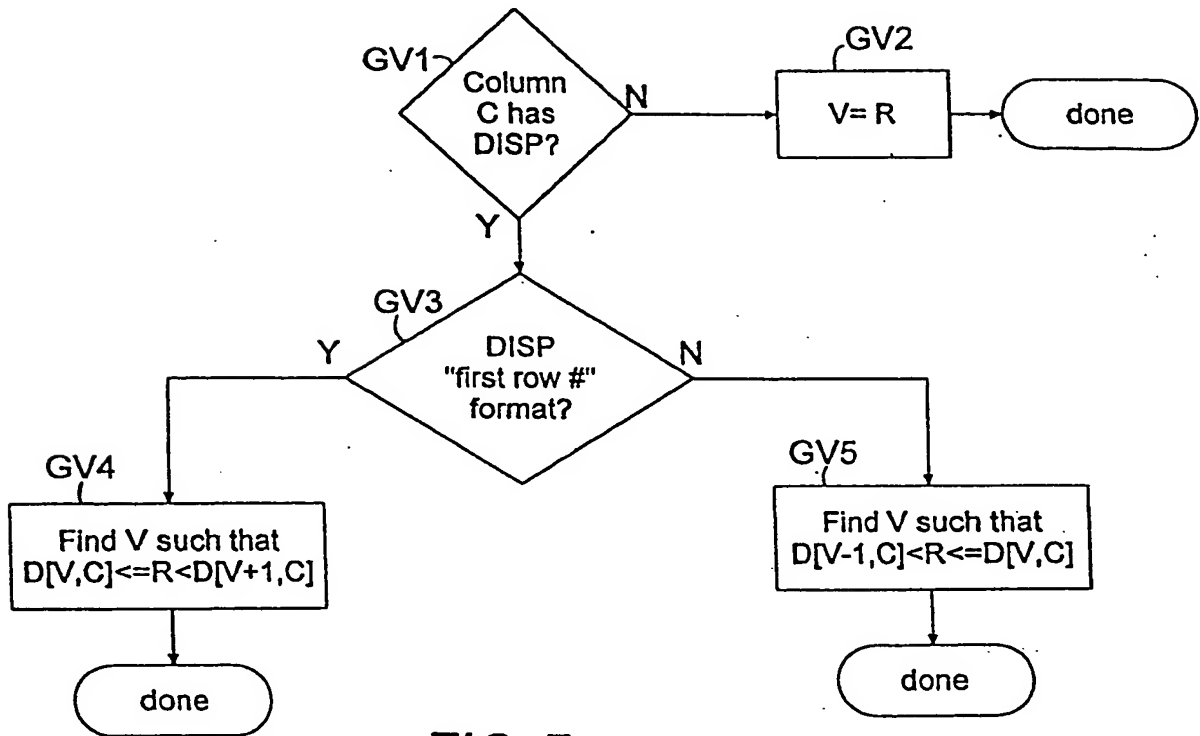 GV1
Column
C has
DISP?
N
GV2
V= R
done
Y
GV3
DISP
"first row #"
format?
Y
N
GV4
Find V such that
D[V,C]<=R<D[V+1,C]
done
GV5
Find V such that
D[V-1,C]<R<=D[V,C]
done